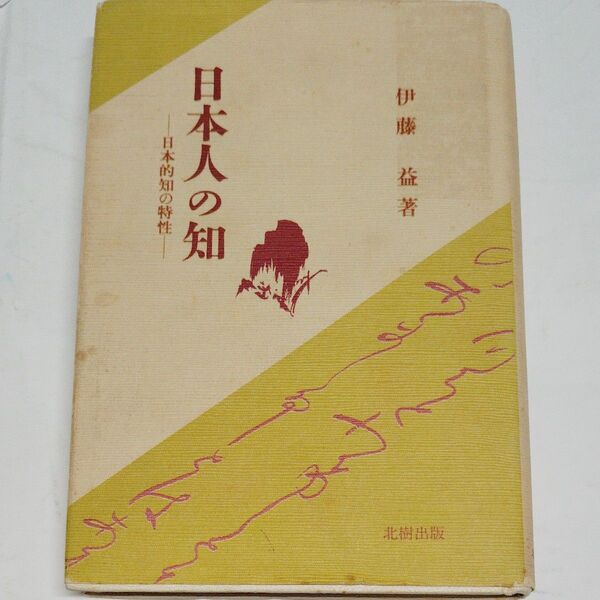 日本人の知
―日本的知の特性―
伊藤 益 著
北樹出版